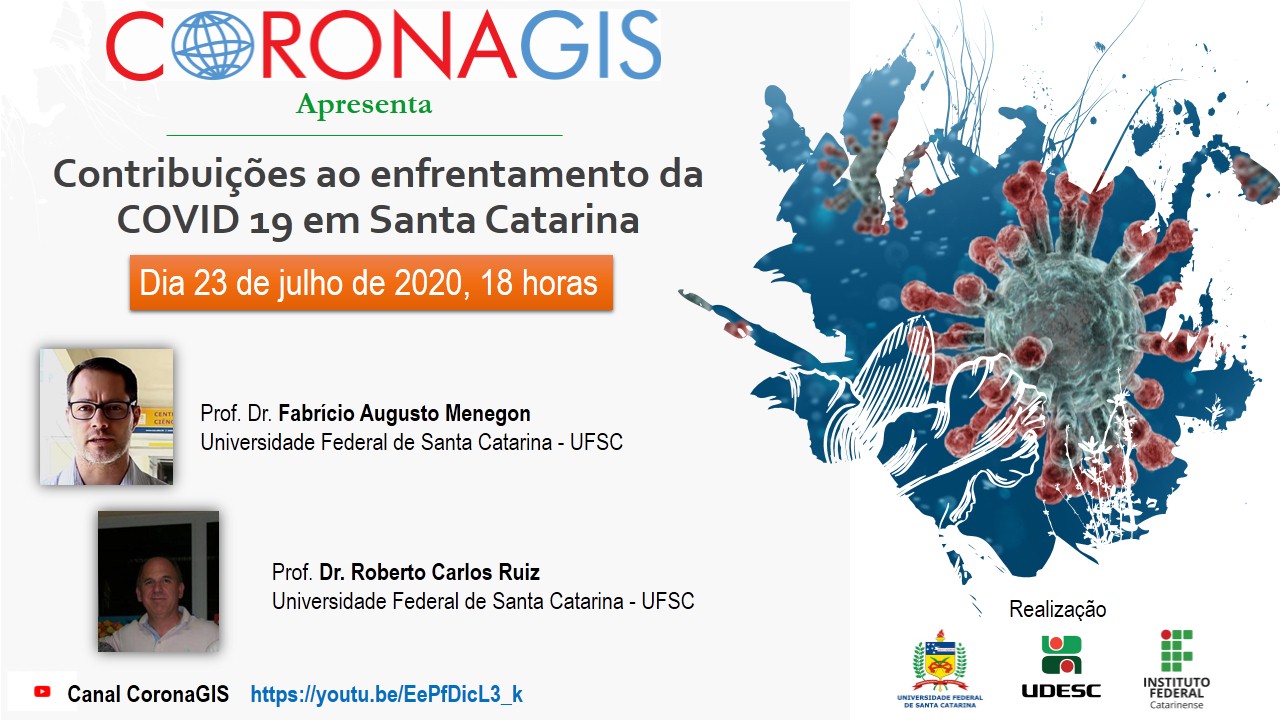 CORONAGIS
Apresenta
Contribuições ao enfrentamento da
COVID 19 em Santa Catarina
Dia 23 de julho de 2020, 18 horas
CENT
CIÊN
Prof. Dr. Fabrício Augusto Menegon
Universidade Federal de Santa Catarina - UFSC
Prof. Dr. Roberto Carlos Ruiz
Universidade Federal de Santa Catarina - UFSC
Realização
UNIVERSIDADE FEDERAL
DE SANTA CATARINA
UDESC
INSTITUTO
FEDERAL
Catarinense
Canal CoronaGIS https://youtu.be/EePfDicL3_k